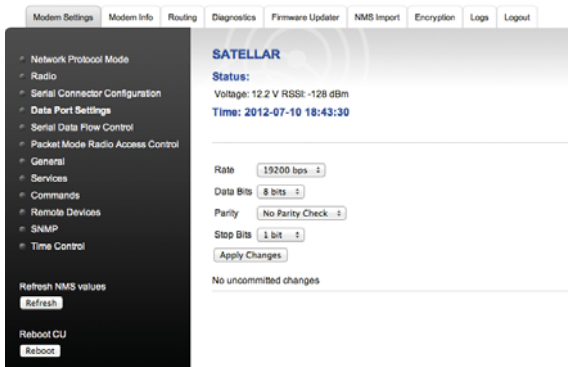 Modem Settings Modem Info Routing Diagnostics Firmware Updater NMS Import Encryption Logs Logout
Network Protocol Mode
Radio
Serial Connector Configuration
Data Port Settings
Serial Data Flow Control
Packet Mode Radio Access Control
General
Services
Commands
Remote Devices
SNMP
Time Control
Refresh NMS values
Refresh
Reboot CU
Reboot
SATELLAR
Status:
Voltage: 12.2 V RSSI: -128 dBm
Time: 2012-07-10 18:43:30
Rate 19200 bps
Data Bits 8 bits
Parity No Parity Check
Stop Bits 1 bit
Apply Changes
No uncommitted changes